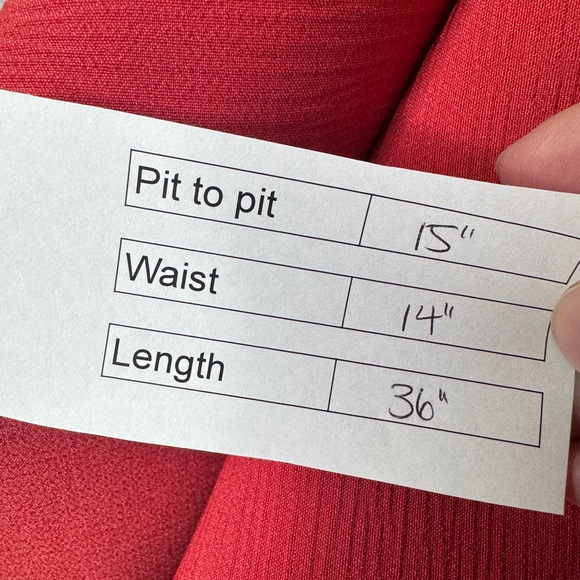 Pit to pit 15"
Waist 14"
Length 36"